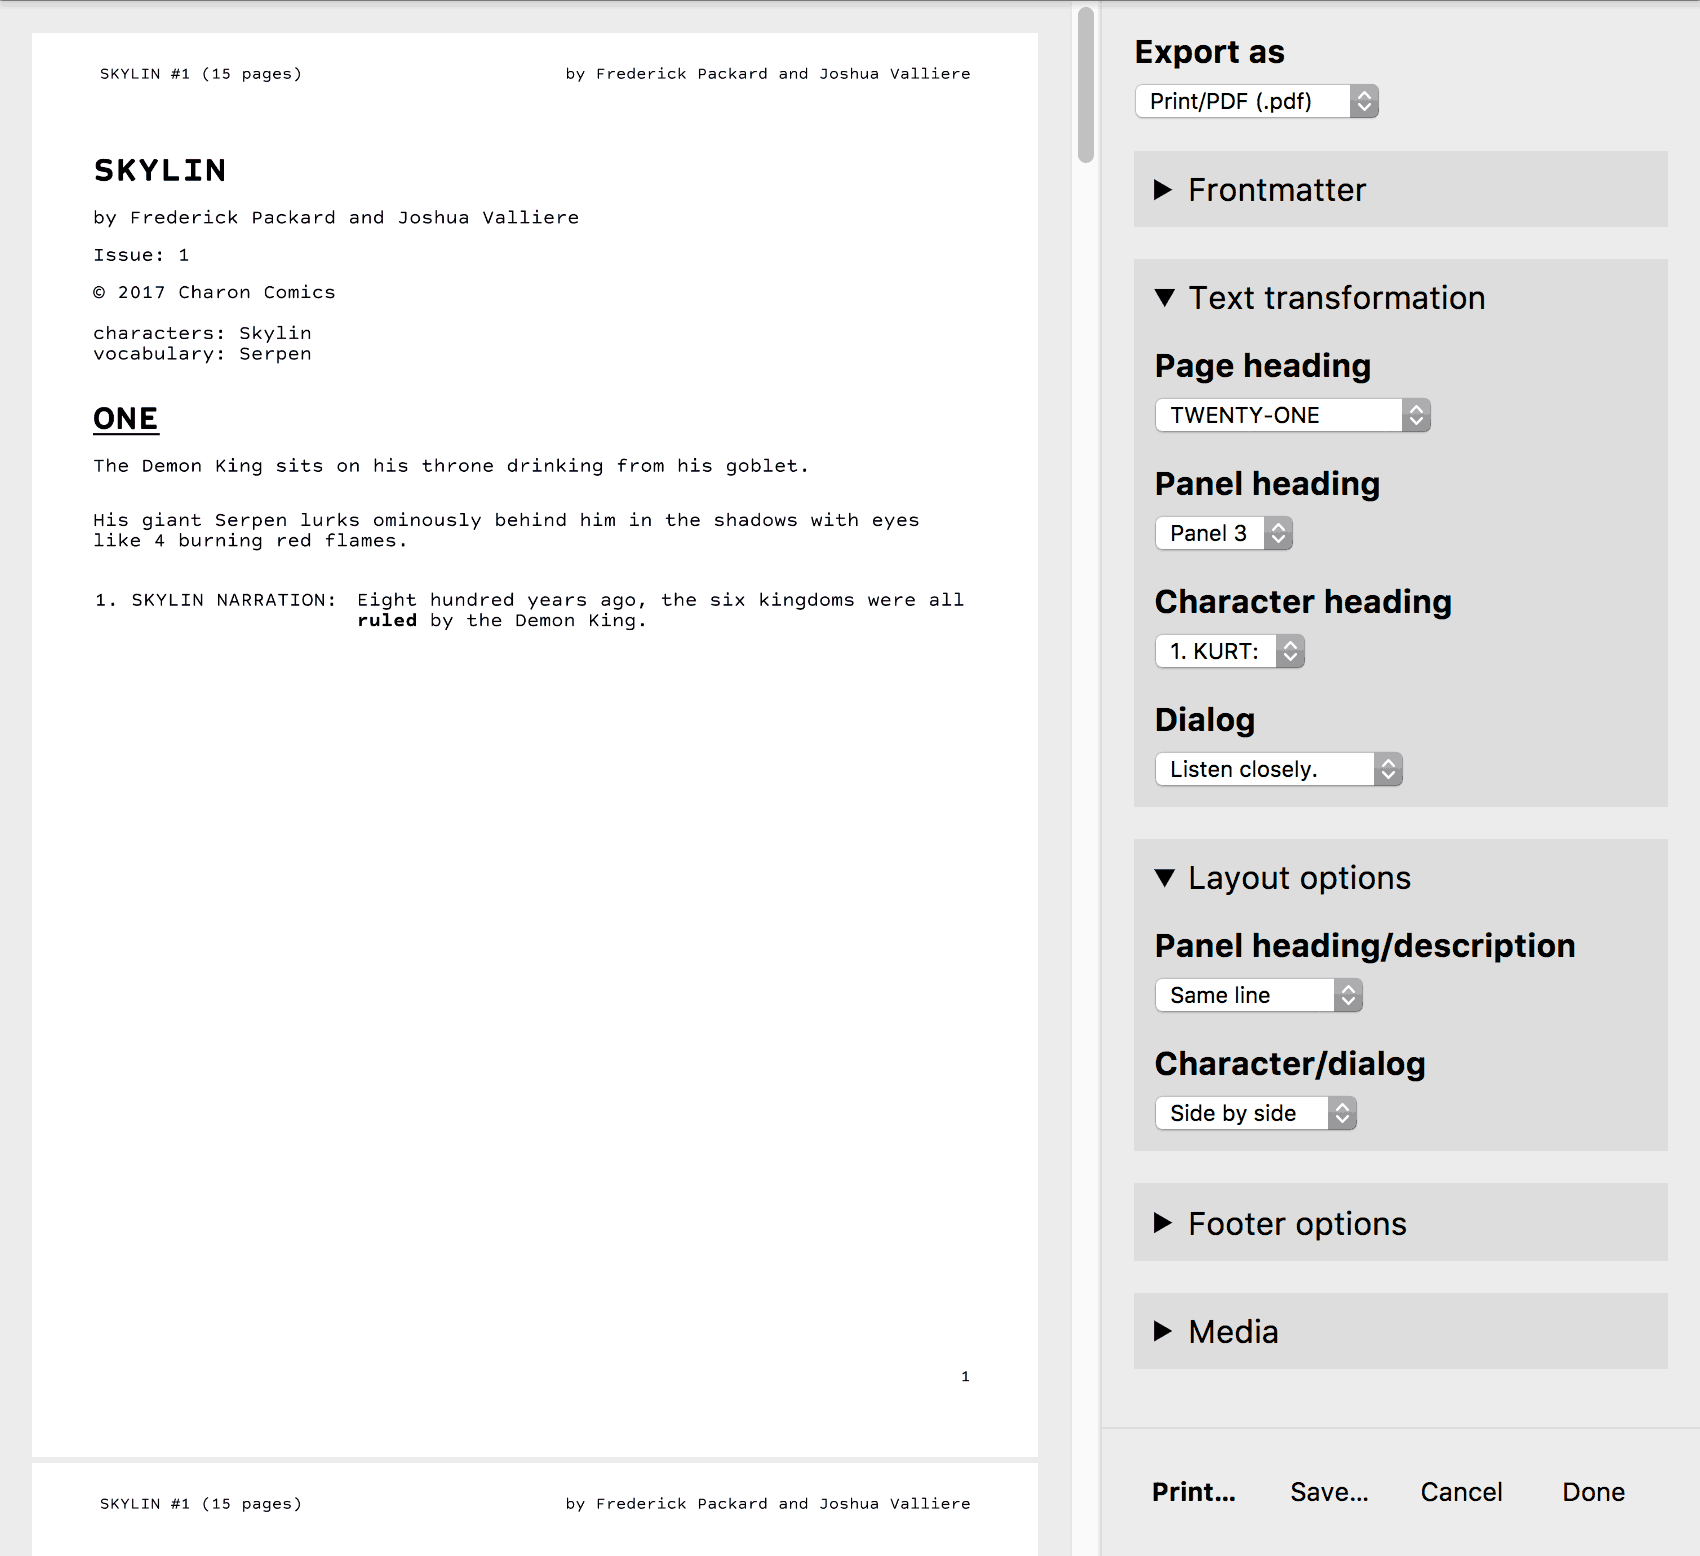 SKYLIN #1 (15 pages)
by Frederick Packard and Joshua Valliere
SKYLIN
by Frederick Packard and Joshua Valliere
Issue: 1
© 2017 Charon Comics
characters: Skylin
vocabulary: Serpen
ONE
The Demon King sits on his throne drinking from his goblet.
His giant Serpen lurks ominously behind him in the shadows with eyes
like 4 burning red flames.
1. SKYLIN NARRATION: Eight hundred years ago, the six kingdoms were all
ruled by the Demon King.
1
SKYLIN #1 (15 pages)
by Frederick Packard and Joshua Valliere
Export as
Print/PDF (.pdf)
Frontmatter
Text transformation
Page heading
TWENTY-ONE
Panel heading
Panel 3
Character heading
1. KURT:
Dialog
Listen closely.
Layout options
Panel heading/description
Same line
Character/dialog
Side by side
Footer options
Media
Print...
Save...
Cancel
Done